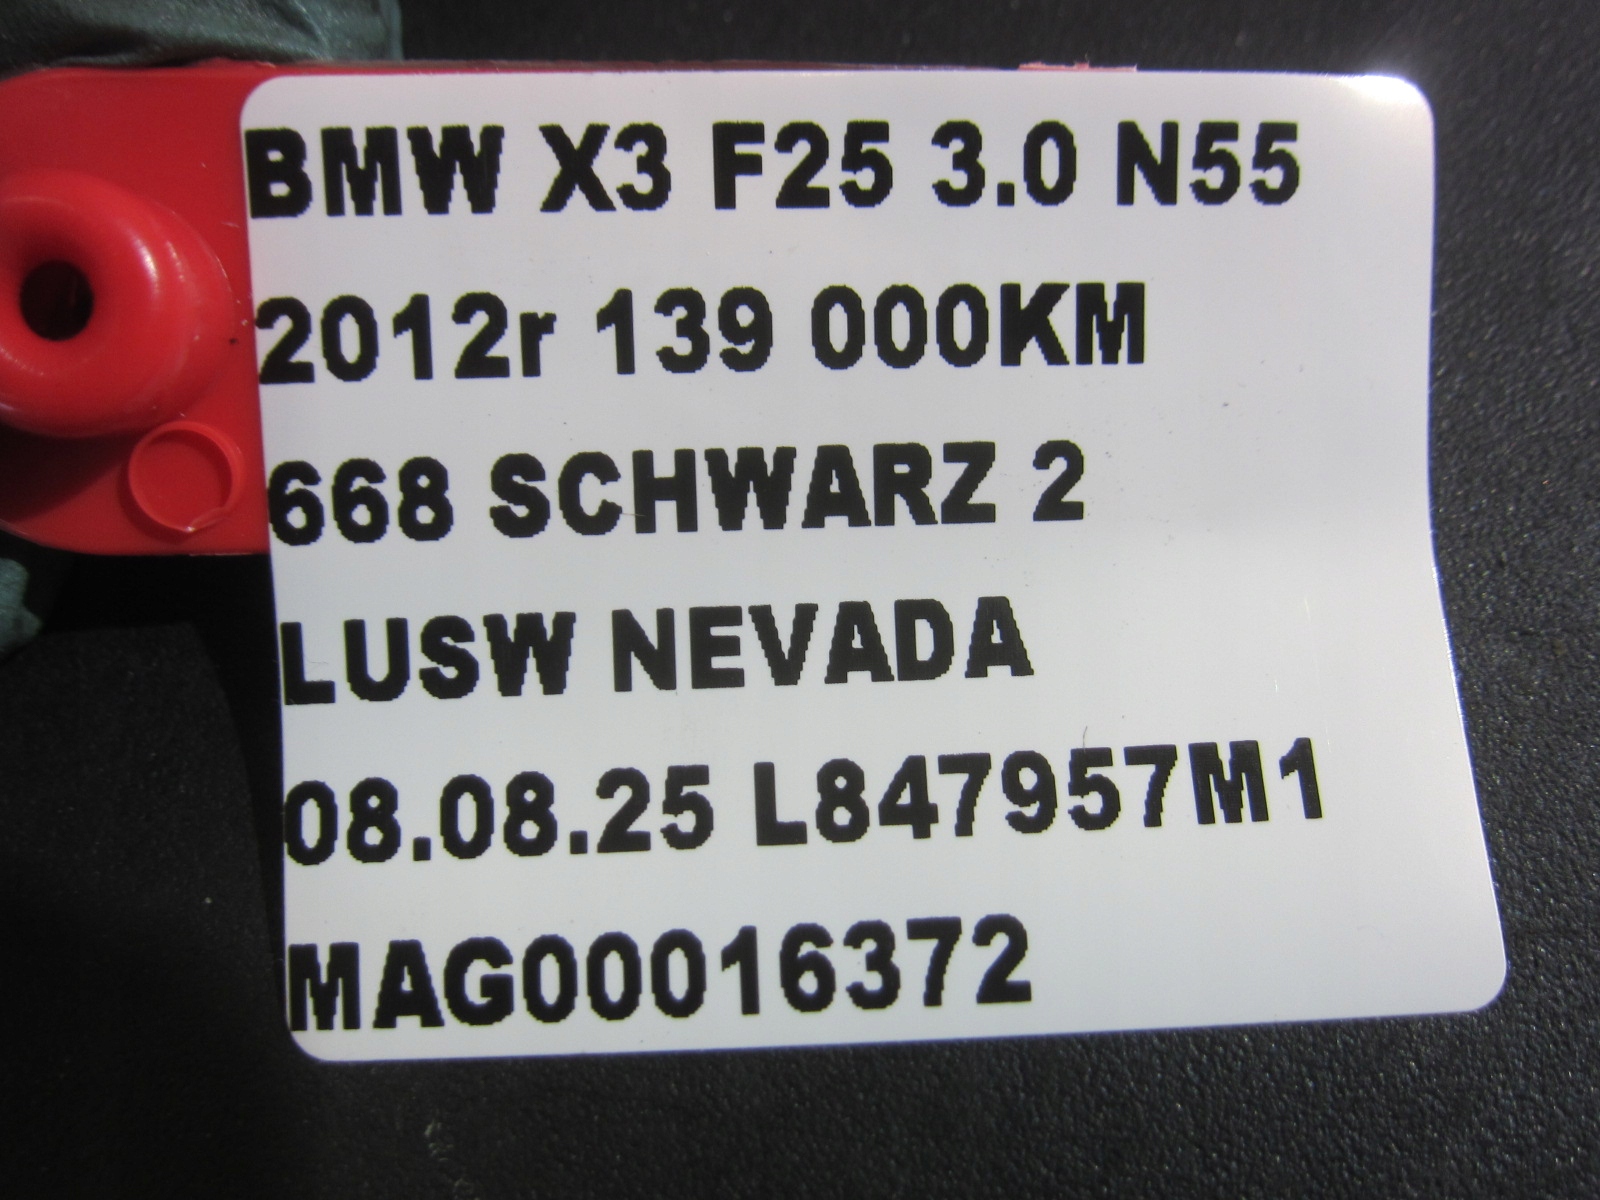 BMW X3 F25 3.0 N55
2012r 139 000KM
668 SCHWARZ 2
LUSW NEVADA
08.08.25 L847957M1
MAG00016372